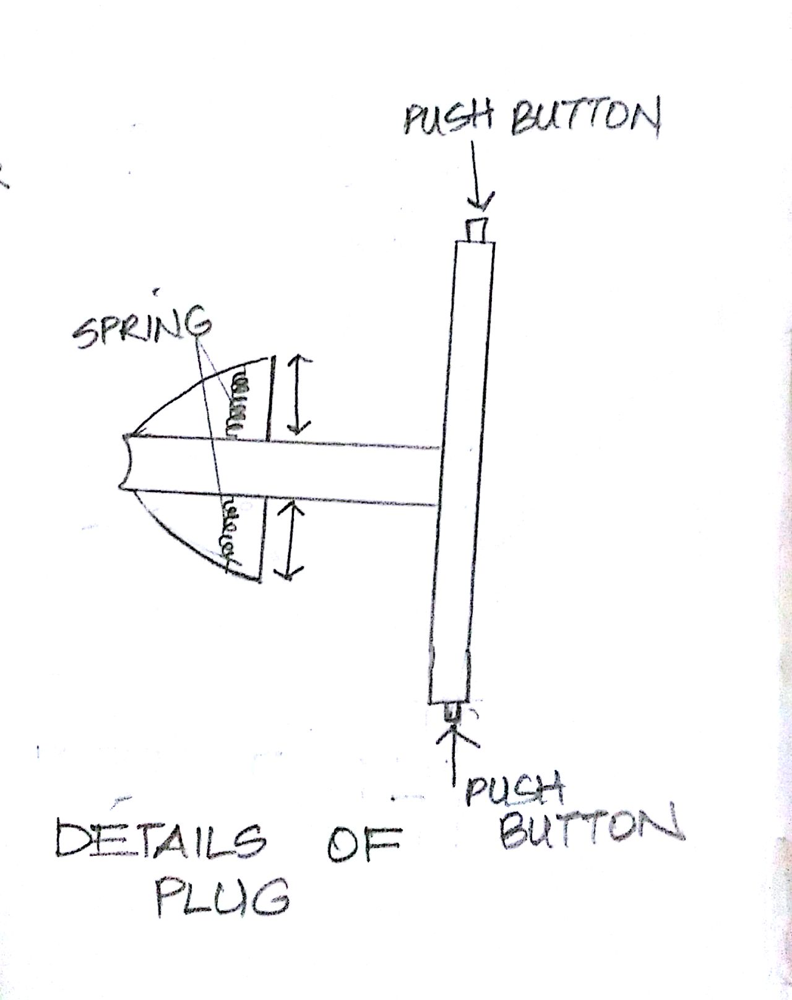 PUSH BUTTON
SPRING
PUSH
BUTTON
DETAILS OF
PLUG